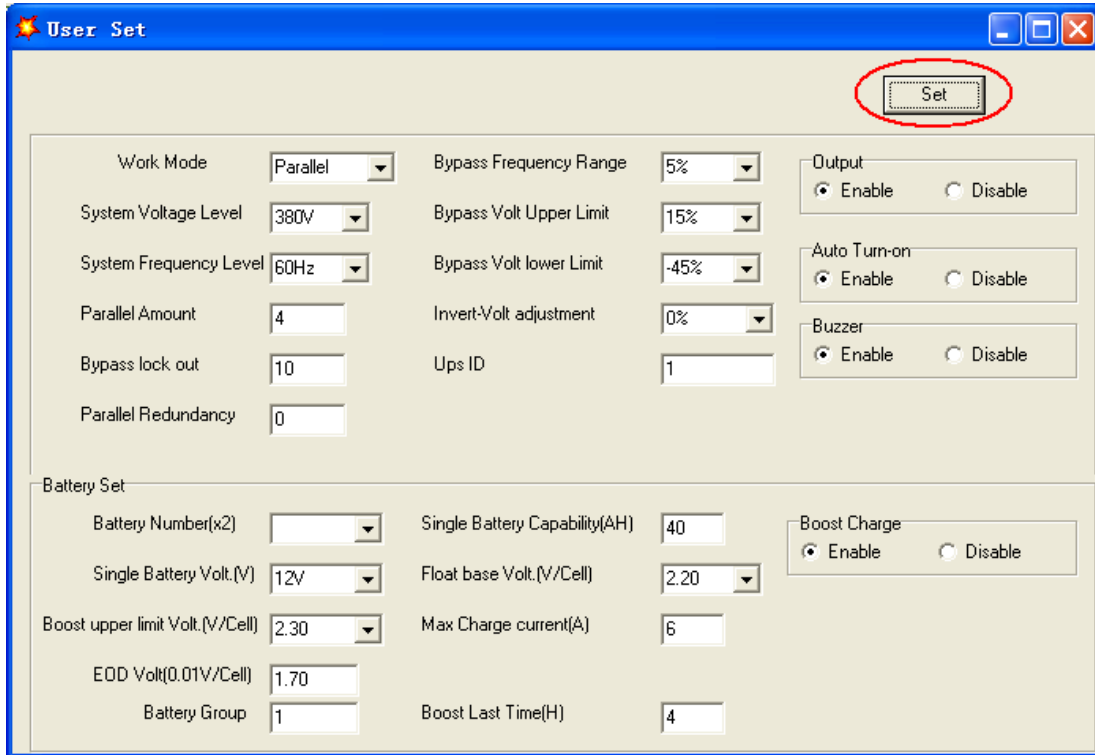 User Set
Set
Work Mode Parallel Bypass Frequency Range 5% Output
Enable Disable
System Voltage Level 380V Bypass Volt Upper Limit 15%
System Frequency Level 60Hz Bypass Volt lower Limit -45% Auto Turn-on
Enable Disable
Parallel Amount 4 Invert-Volt adjustment 0% Buzzer
Enable Disable
Bypass lock out 10 Ups ID 1
Parallel Redundancy 0
Battery Set
Battery Number(x2) Single Battery Capability(AH) 40 Boost Charge
Enable Disable
Single Battery Volt.(V) 12V Float base Volt.(V/Cell) 2.20
Boost upper limit Volt.(V/Cell) 2.30 Max Charge current(A) 6
EOD Volt(0.01V/Cell) 1.70
Battery Group 1 Boost Last Time(H) 4